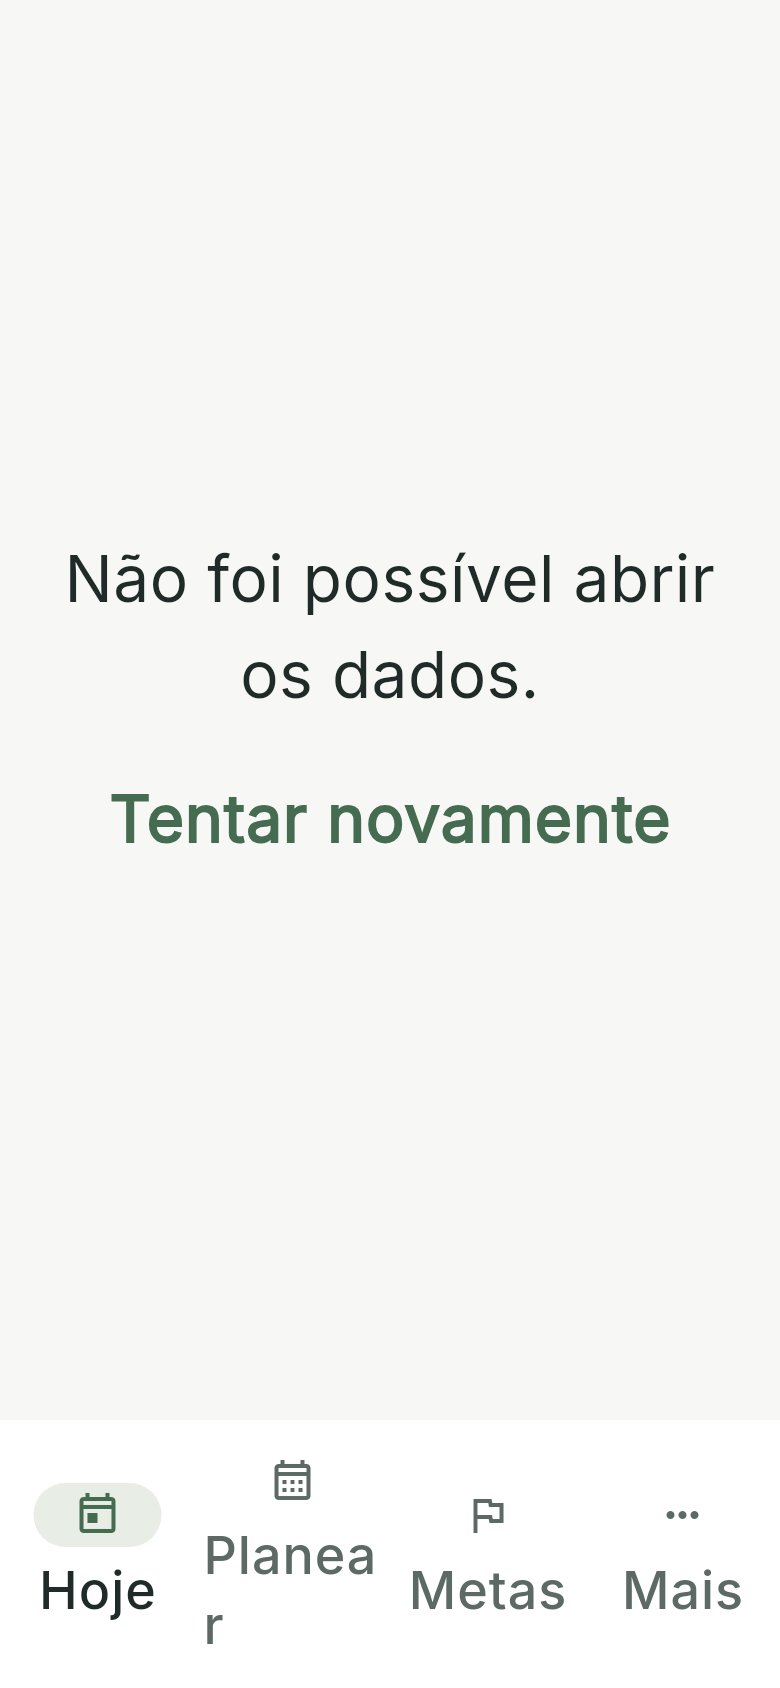 Não foi possível abrir
os dados.
Tentar novamente
Hoje
Planea
r
Metas
Mais